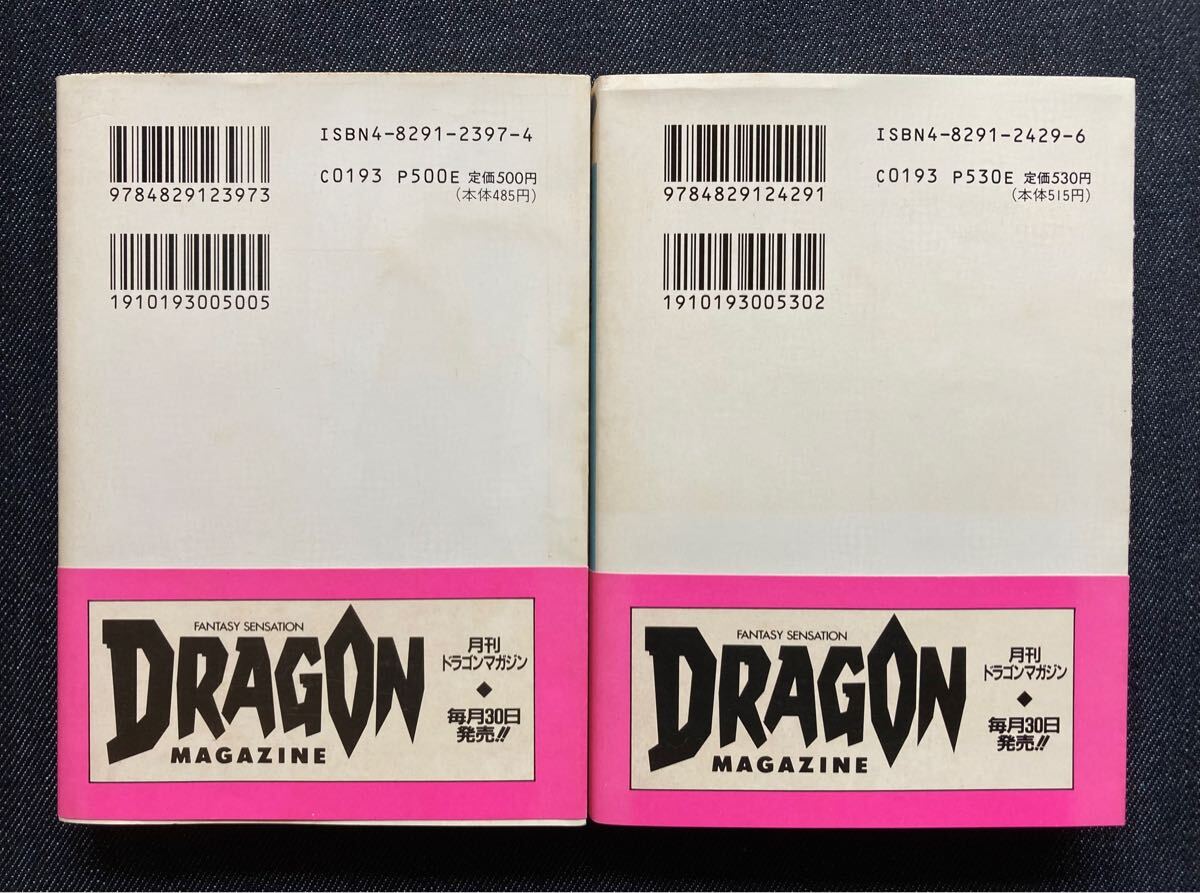 ISBN4-8291-2397-4
9784829123973
C0193 P500E 定価500円
(本体485円)
1910193005005
FANTASY SENSATION
DRAGON
MAGAZINE
月刊
ドラゴンマガジン
◆
毎月30日
発売!!
ISBN4-8291-2429-6
9784829124291
C0193 P530E 定価530円
(本体515円)
1910193005302
FANTASY SENSATION
DRAGON
MAGAZINE
月刊
ドラゴンマガジン
◆
毎月30日
発売!!